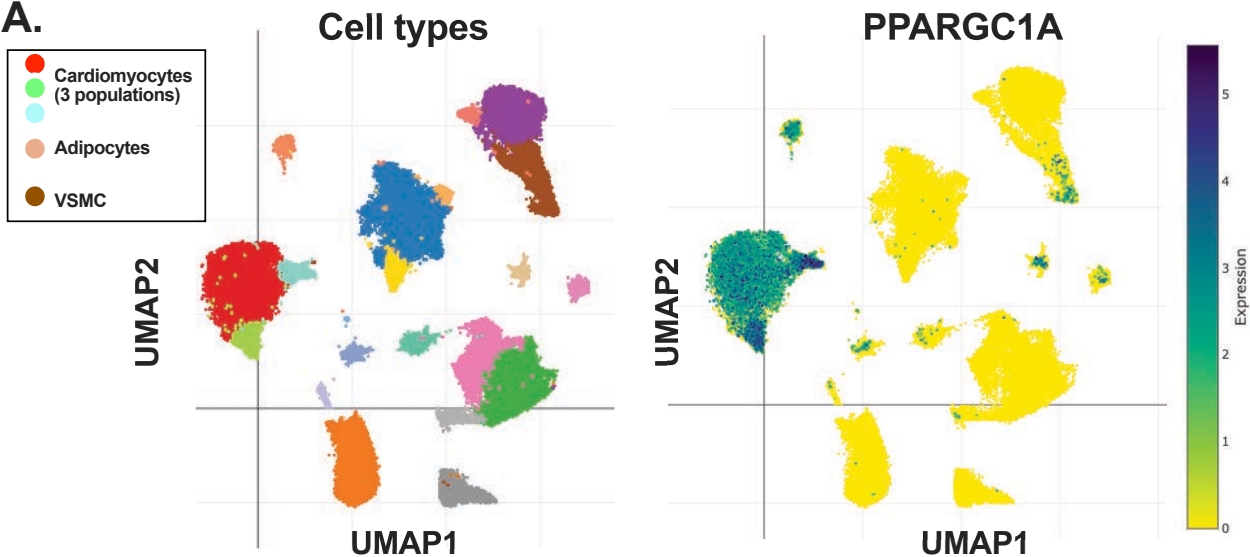 A.
Cell types
PPARGC1A
Cardiomyocytes
(3 populations)
Adipocytes
VSMC
UMAP2
UMAP1
UMAP2
UMAP1
5
4
3
2
1
0
Expression